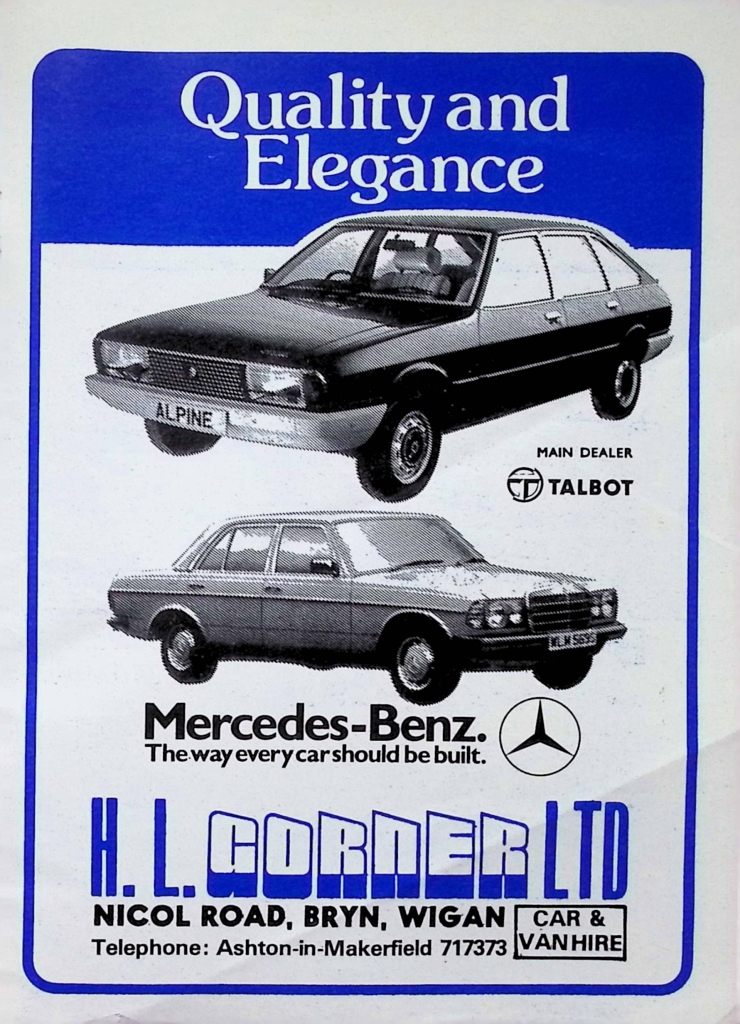 Quality and
Elegance
ALPINE
MAIN DEALER
TALBOT
Mercedes-Benz.
The way every car should be built.
H. L. GORNER LTD
NICOL ROAD, BRYN, WIGAN
CAR &
VAN HIRE
Telephone: Ashton-in-Makerfield 717373